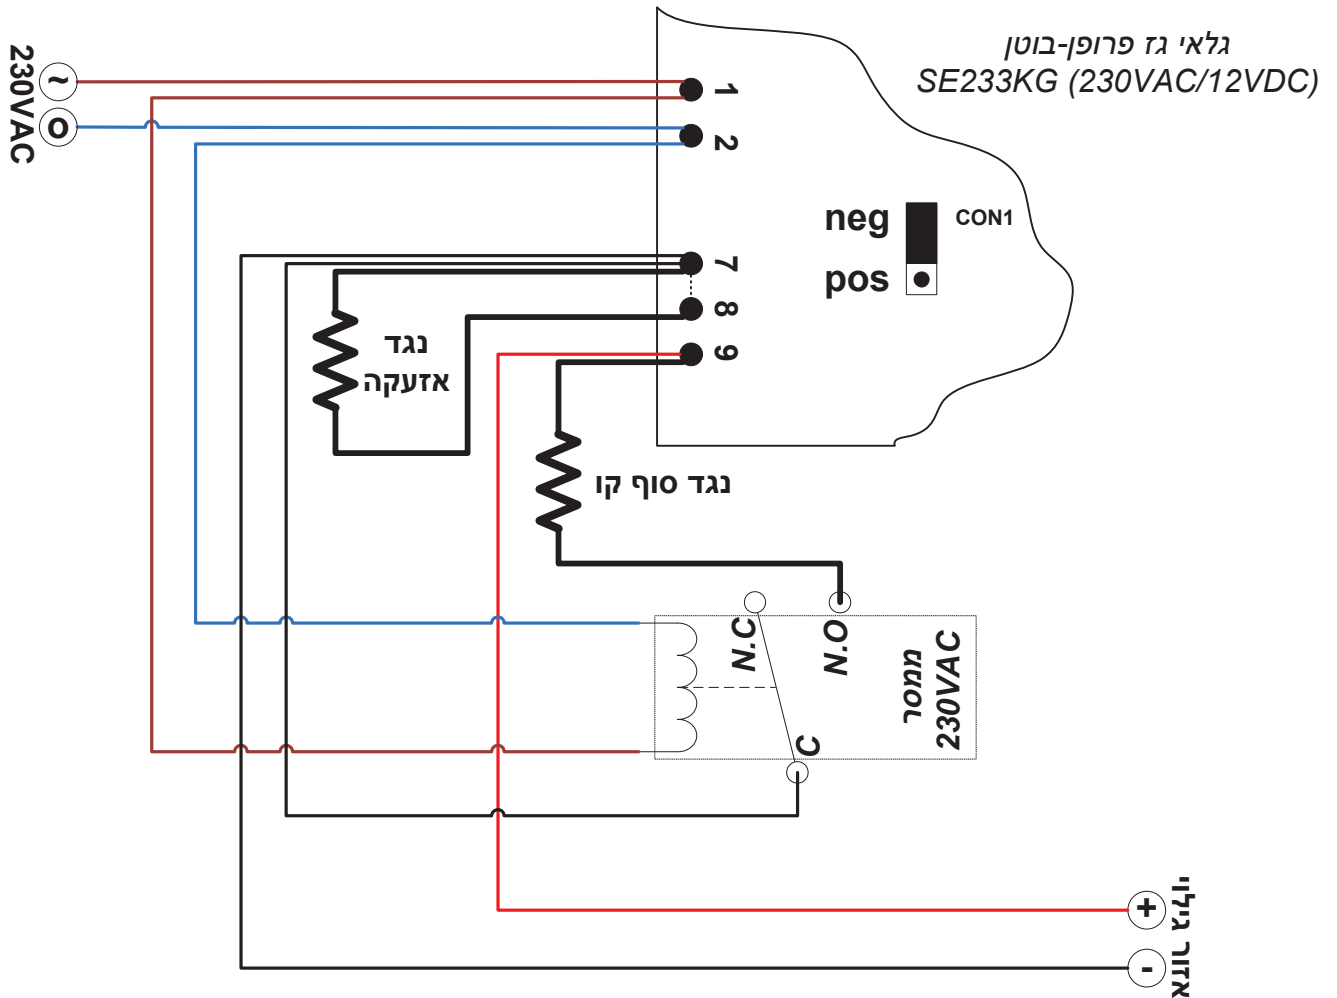 גלאי גז פרופן-בוטן
SE233KG (230VAC/12VDC)
230VAC
~
O
1
2
neg
CON1
pos
7
8
9
נגד
אזעקה
נגד סוף קו
N.C
N.O
C
ממסר
230VAC
אזור גילוי
+
-